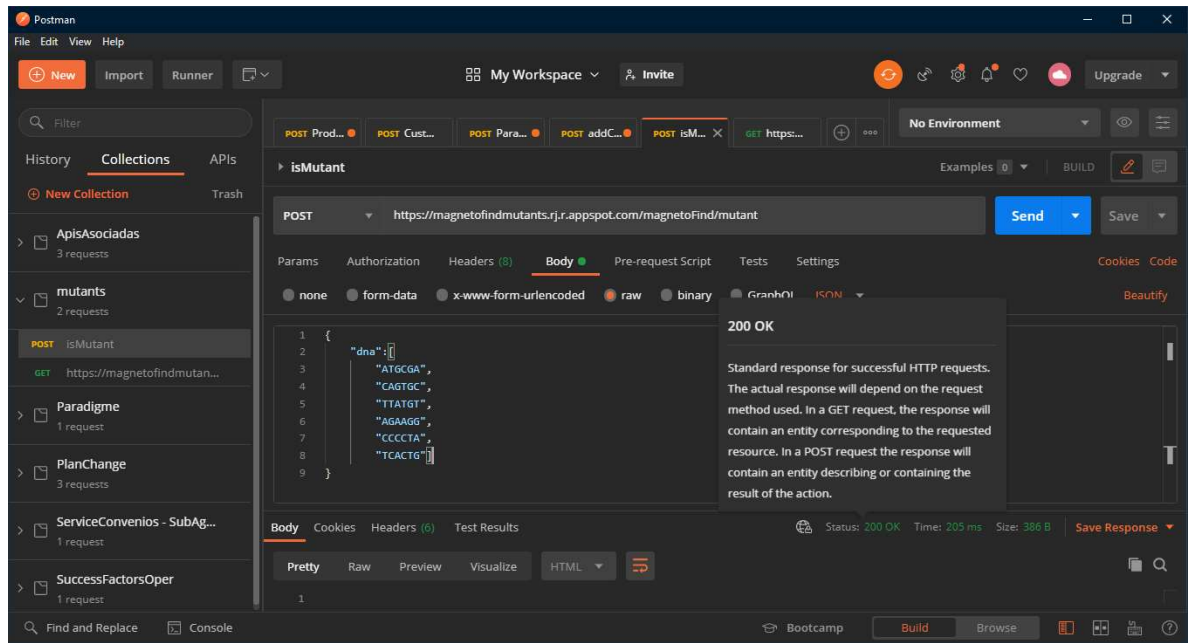 Postman
File Edit View Help
New Import Runner My Workspace Invite Upgrade
Filter
History Collections APIs
New Collection Trash
ApisAsociadas
3 requests
mutants
2 requests
POST isMutant
GET https://magnetofindmutan...
Paradigme
1 request
PlanChange
3 requests
ServiceConvenios - SubAg...
1 request
SuccessFactorsOper
1 request
POST Prod... POST Cust... POST Para... POST addC... POST isM... GET https:... No Environment
isMutant Examples 0 BUILD
POST https://magnetofindmutants.rj.r.appspot.com/magnetoFind/mutant Send Save
Params Authorization Headers (8) Body Pre-request Script Tests Settings Cookies Code
none form-data x-www-form-urlencoded raw binary GraphQL JSON Beautify
1 {
2 "dna":[
3 "ATGCGA",
4 "CAGTGC",
5 "TTATGT",
6 "AGAAGG",
7 "CCCCTA",
8 "TCACTG"]
9 }
200 OK
Standard response for successful HTTP requests.
The actual response will depend on the request
method used. In a GET request, the response will
contain an entity corresponding to the requested
resource. In a POST request the response will
contain an entity describing or containing the
result of the action.
Body Cookies Headers (6) Test Results Status: 200 OK Time: 205 ms Size: 386 B Save Response
Pretty Raw Preview Visualize HTML
1
Find and Replace Console Bootcamp Build Browse